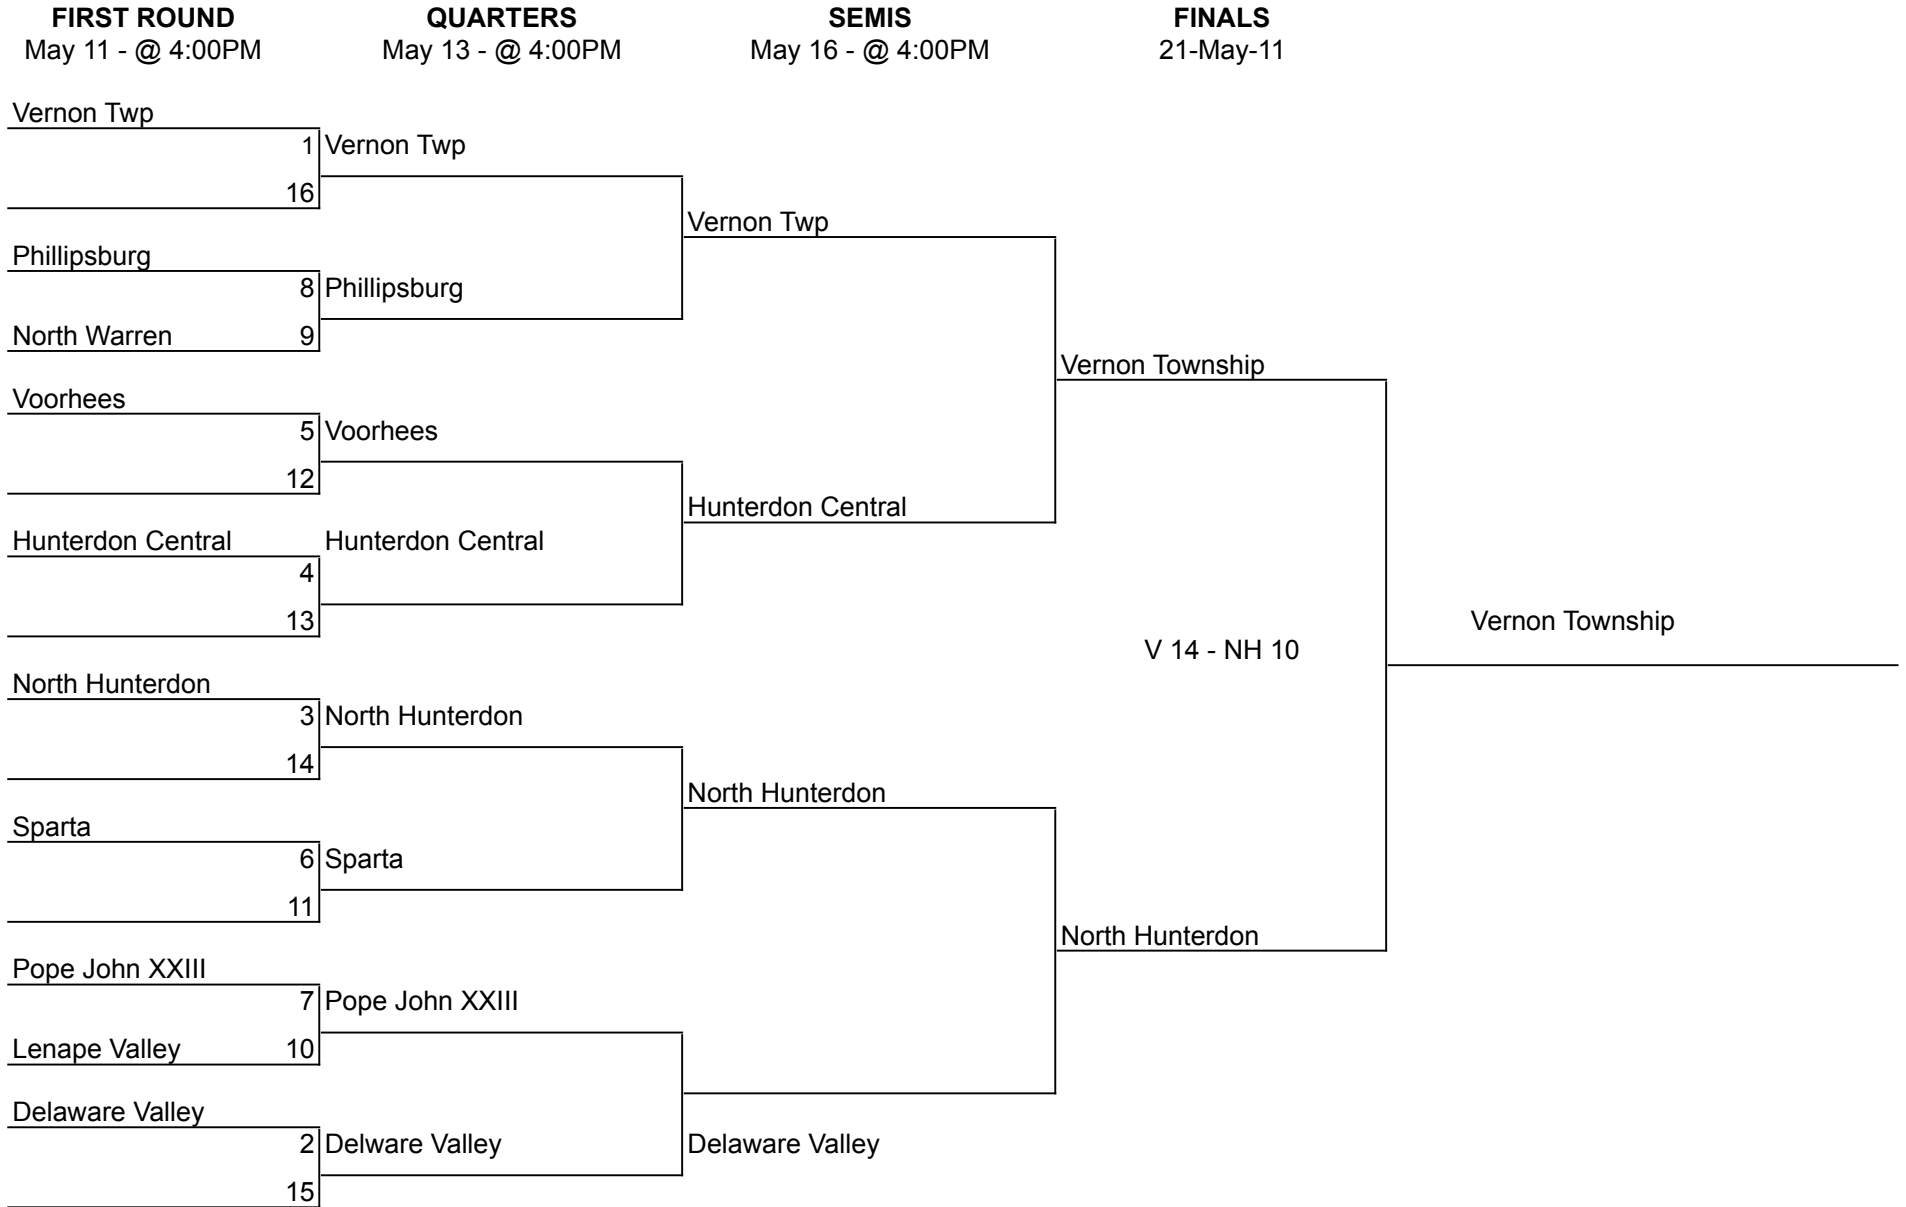 FIRST ROUND QUARTERS SEMIS FINALS
May 11 - @ 4:00PM May 13 - @ 4:00PM May 16 - @ 4:00PM 21-May-11
Vernon Twp
1 Vernon Twp
16
Vernon Twp
Phillipsburg
8 Phillipsburg
North Warren 9
Vernon Township
Voorhees
5 Voorhees
12
Hunterdon Central
Hunterdon Central Hunterdon Central
4
13
Vernon Township
V 14 - NH 10
North Hunterdon
3 North Hunterdon
14
North Hunterdon
Sparta
6 Sparta
11
North Hunterdon
Pope John XXIII
7 Pope John XXIII
Lenape Valley 10
Delaware Valley
2 Delware Valley Delaware Valley
15